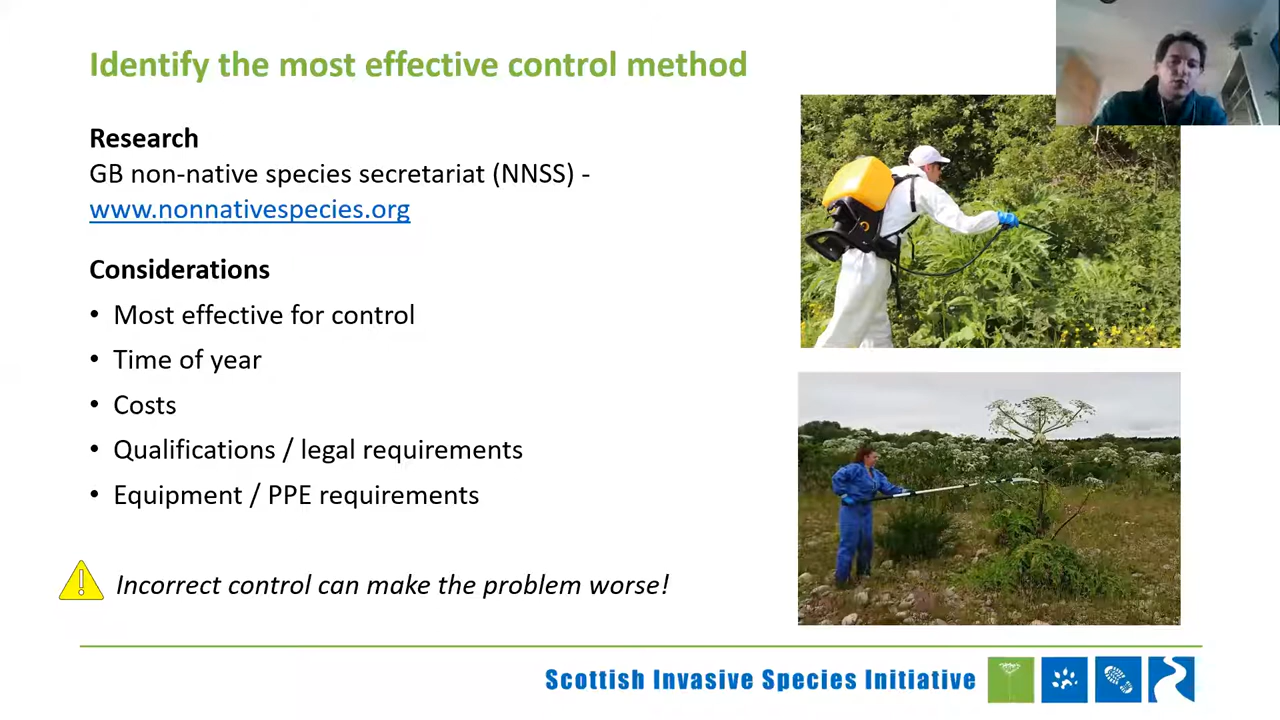 Identify the most effective control method
Research
GB non-native species secretariat (NNSS) -
www.nonnativespecies.org
Considerations
• Most effective for control
• Time of year
• Costs
• Qualifications / legal requirements
• Equipment / PPE requirements
Incorrect control can make the problem worse!
Scottish Invasive Species Initiative